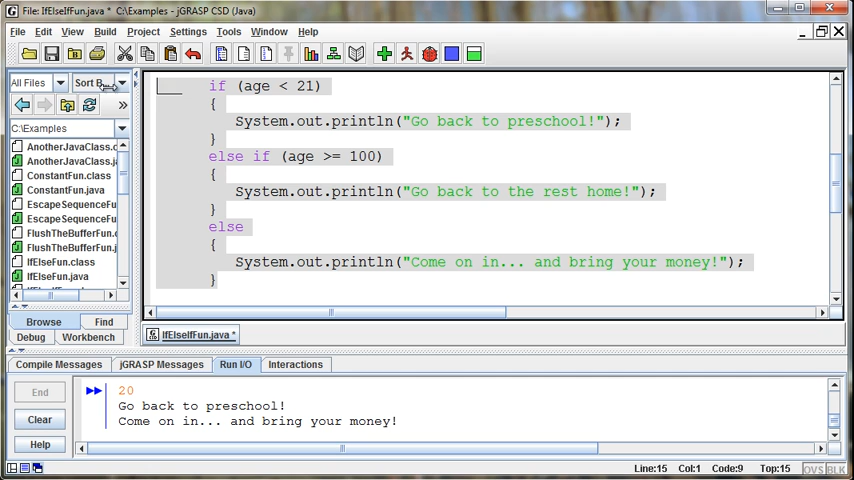 File: IfElseIfFun.java * C:\Examples - jGRASP CSD (Java)
File Edit View Build Project Settings Tools Window Help
All Files Sort B...
C:\Examples
AnotherJavaClass.c
AnotherJavaClass.ja
ConstantFun.class
ConstantFun.java
EscapeSequenceFu
EscapeSequenceFu
FlushTheBufferFun.c
FlushTheBufferFun.j
IfElseFun.class
IfElseFun.java
Browse Find
Debug Workbench
if (age < 21)
{
System.out.println("Go back to preschool!");
}
else if (age >= 100)
{
System.out.println("Go back to the rest home!");
}
else
{
System.out.println("Come on in... and bring your money!");
}
IfElseIfFun.java *
Compile Messages jGRASP Messages Run I/O Interactions
End
Clear
Help
20
Go back to preschool!
Come on in... and bring your money!
Line:15 Col:1 Code:9 Top:15 OVS BLK